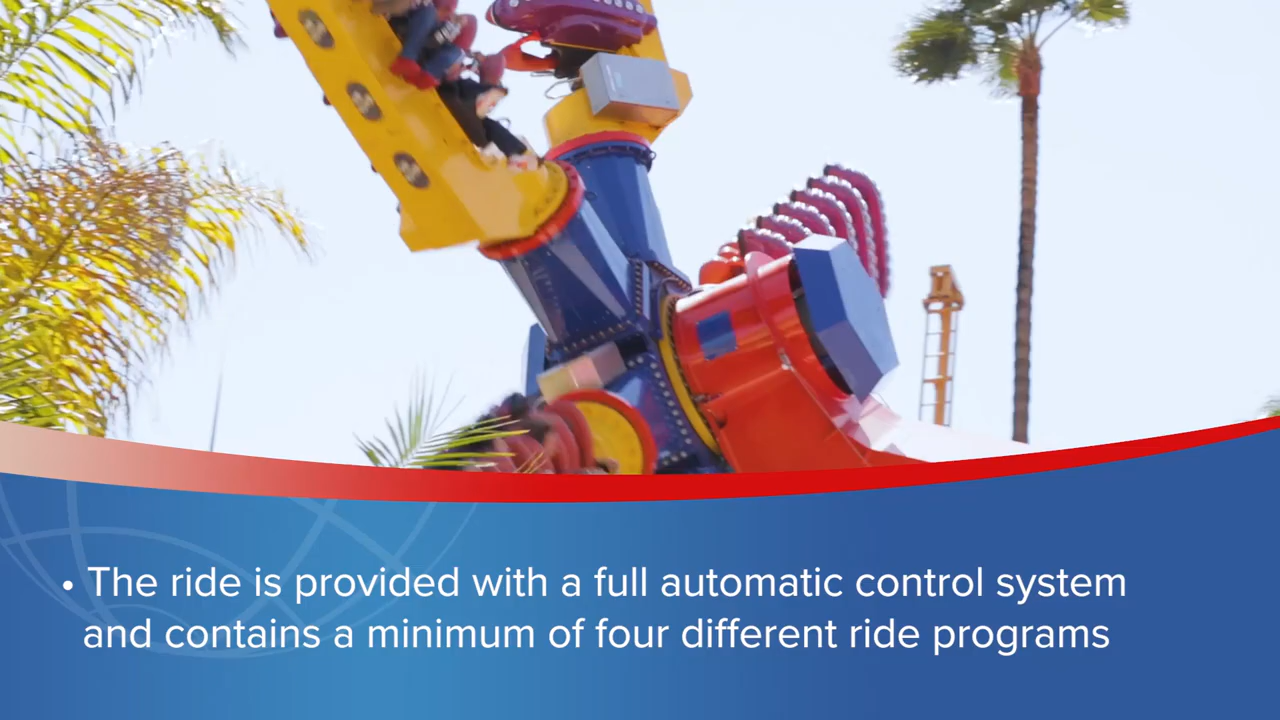 • The ride is provided with a full automatic control system
and contains a minimum of four different ride programs